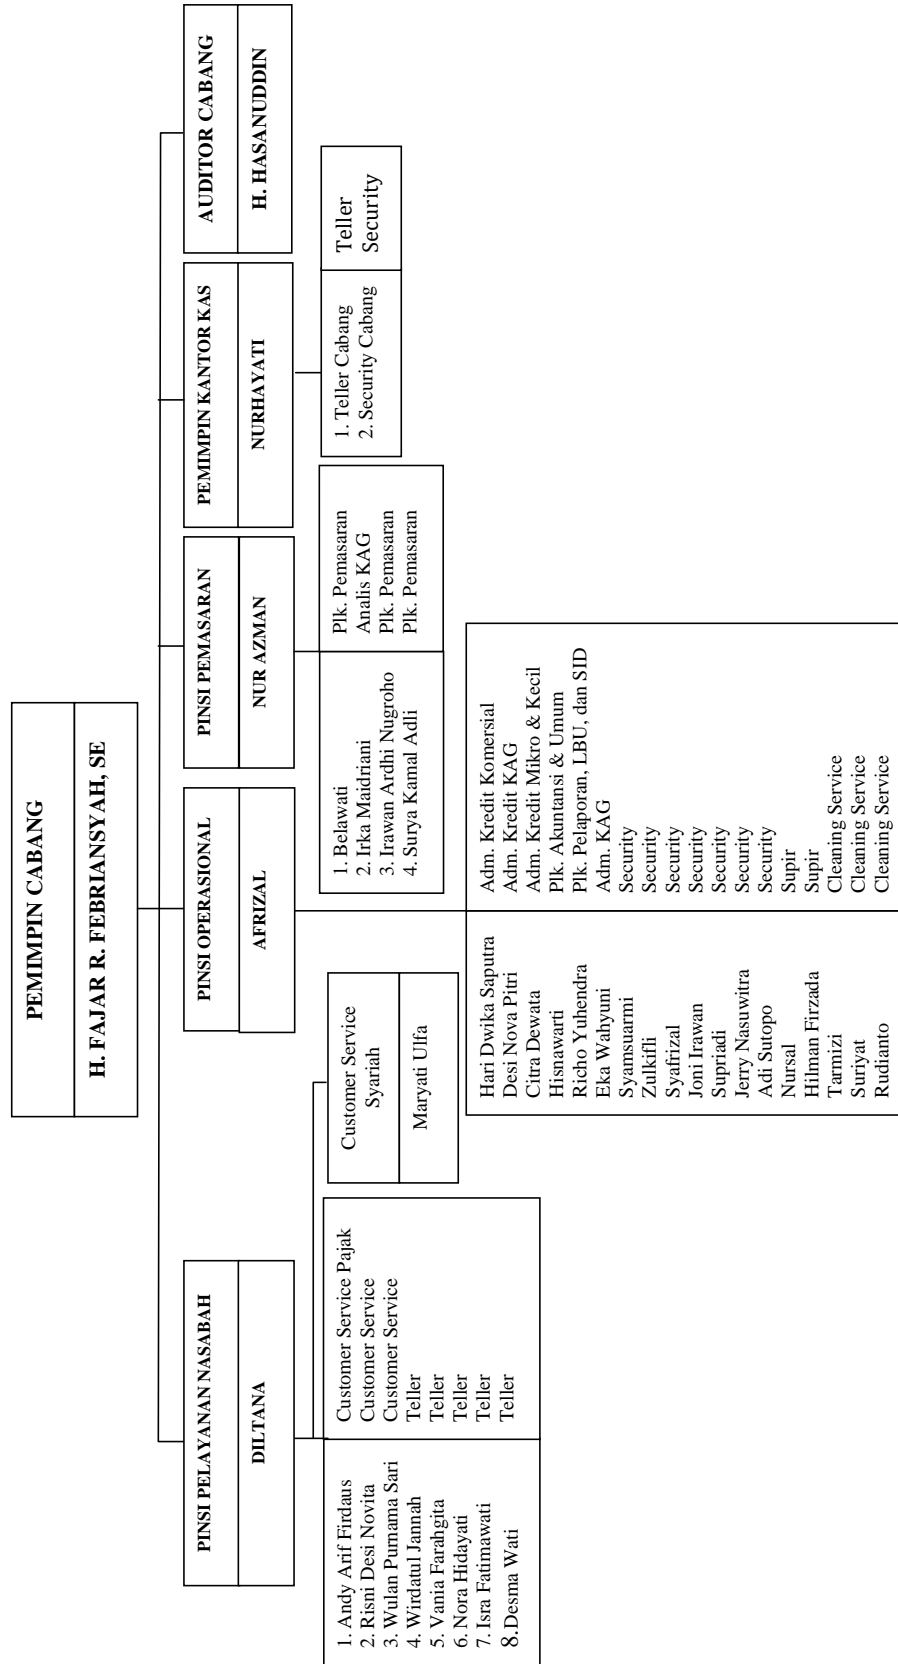 PEMIMPIN CABANG
H. FAJAR R. FEBRIANSYAH, SE
PINSI PELAYANAN NASABAH
DILTANA
PINSI OPERASIONAL
AFRIZAL
PINSI PEMASARAN
NUR AZMAN
PEMIMPIN KANTOR KAS
NURHAYATI
AUDITOR CABANG
H. HASANUDDIN
1. Andy Arif Firdaus Customer Service Pajak
2. Risni Desi Novita Customer Service
3. Wulan Purnama Sari Customer Service
4. Wirdatul Jannah Teller
5. Vania Farahgita Teller
6. Nora Hidayati Teller
7. Isra Fatimawati Teller
8. Desma Wati Teller
Customer Service
Syariah
Maryati Ulfa
1. Belawati Plk. Pemasaran
2. Irka Maidriani Analis KAG
3. Irawan Ardhi Nugroho Plk. Pemasaran
4. Surya Kamal Adli Plk. Pemasaran
1. Teller Cabang Teller
2. Security Cabang Security
Hari Dwika Saputra Adm. Kredit Komersial
Desi Nova Pitri Adm. Kredit KAG
Citra Dewata Adm. Kredit Mikro & Kecil
Hisnawarti Plk. Akuntansi & Umum
Richo Yuhendra Plk. Pelaporan, LBU, dan SID
Eka Wahyuni Adm. KAG
Syamsuarmi Security
Zulkifli Security
Syafrizal Security
Joni Irawan Security
Supriadi Security
Jerry Nasuwitra Security
Adi Sutopo Security
Nursal Supir
Hilman Firzada Supir
Tarmizi Cleaning Service
Suriyat Cleaning Service
Rudianto Cleaning Service